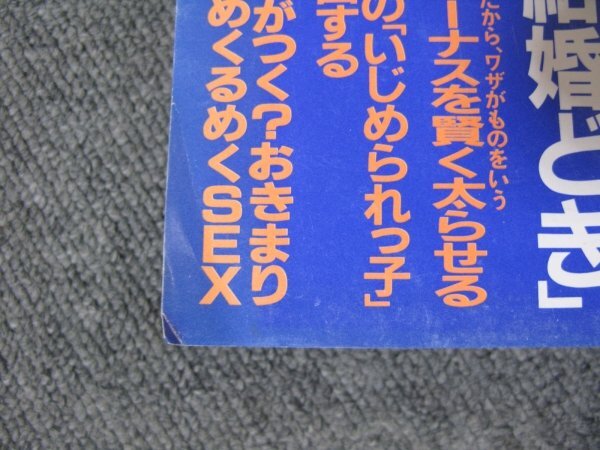 結婚どき」
だから、ワザがものをいう
ーナスを賢く太らせる
の「いじめられっ子」
する
がつく?おきまり
めくるめくSEX